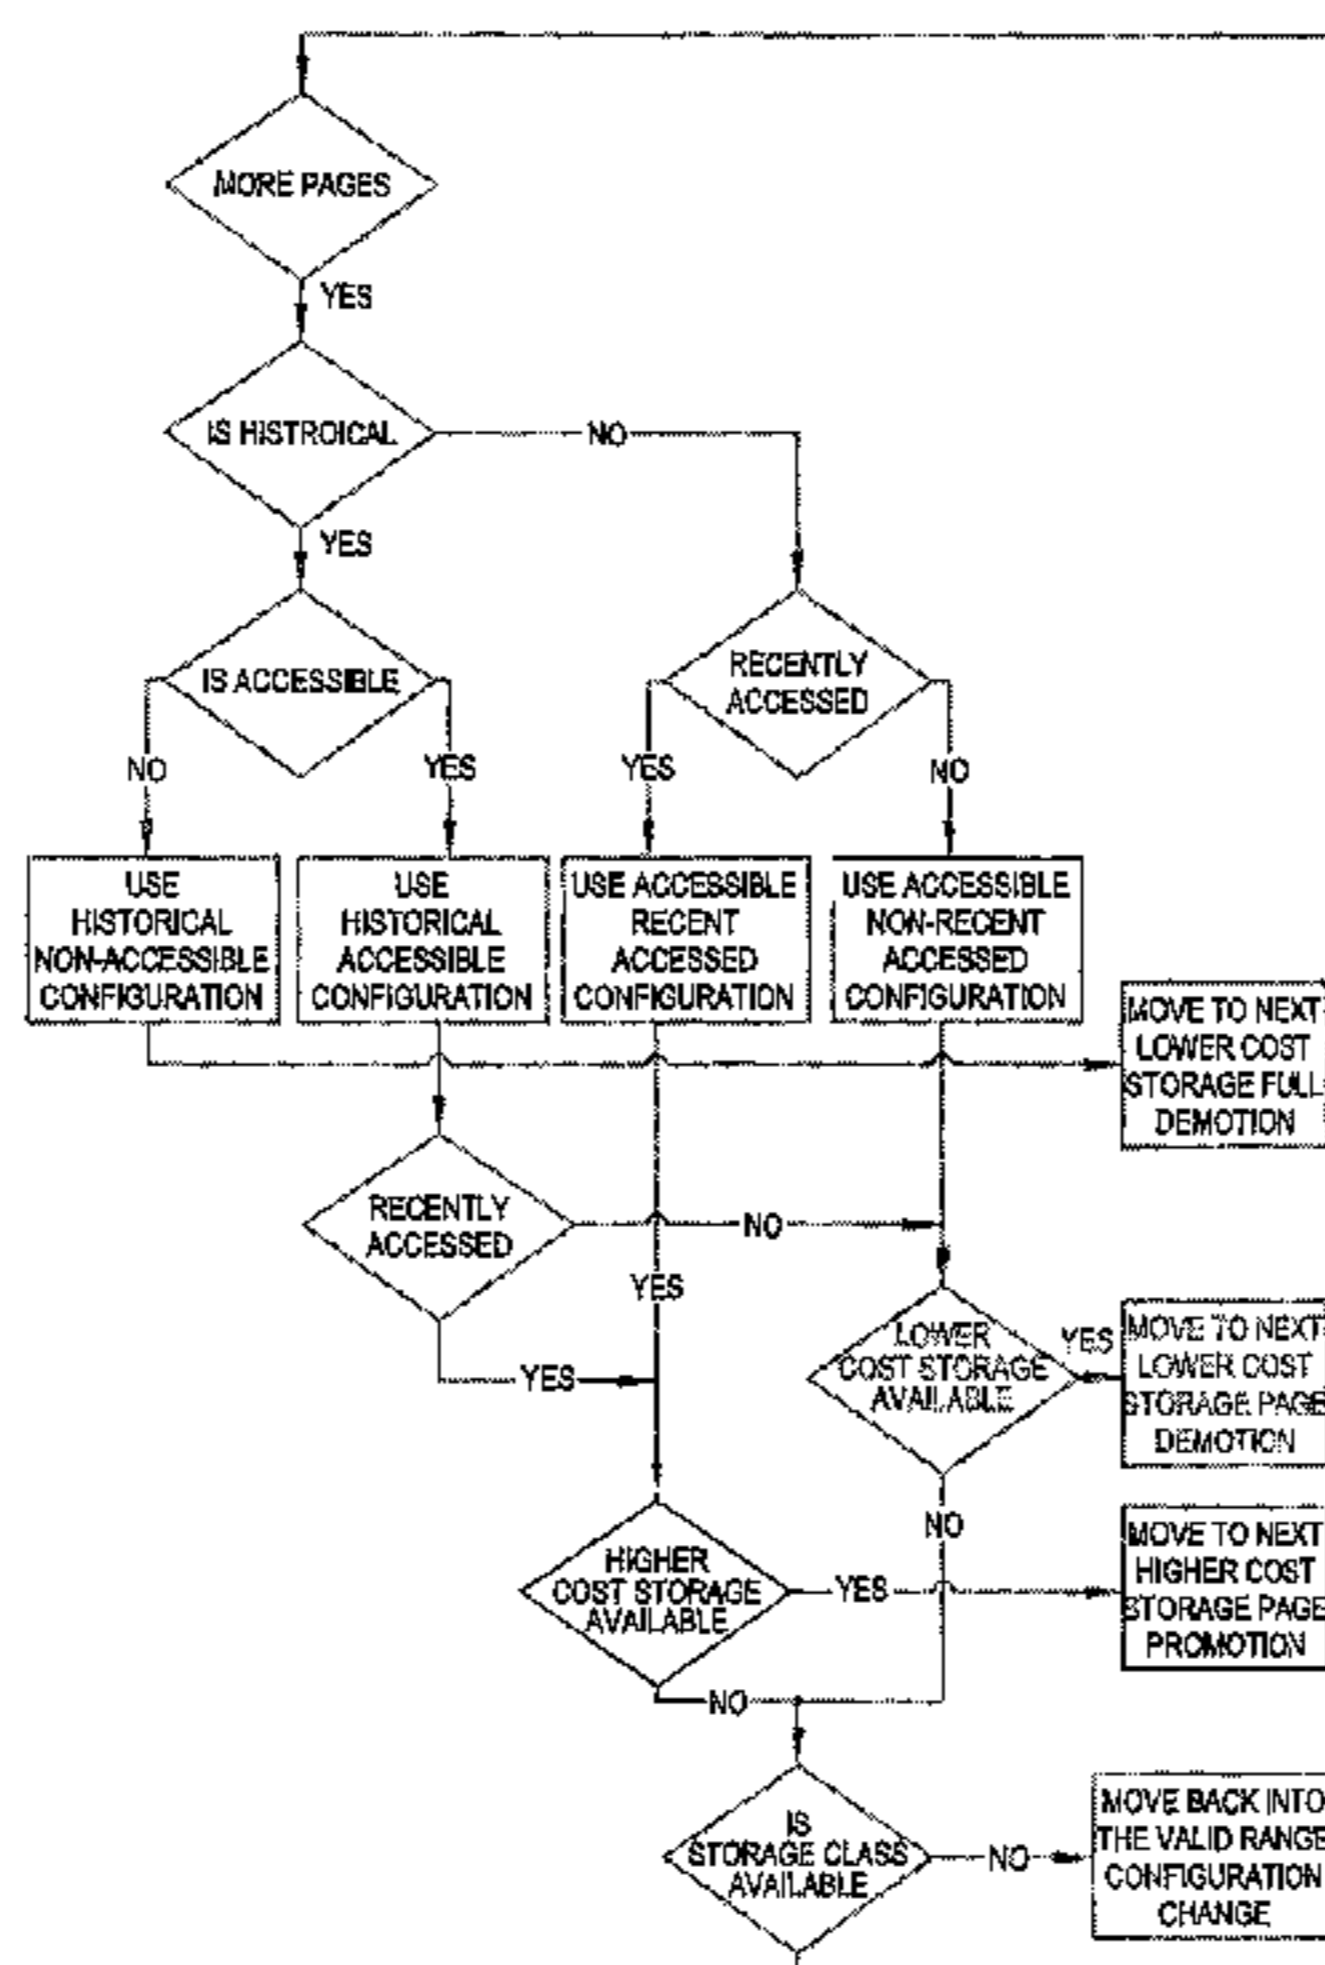 MORE PAGES
YES
IS HISTROICAL
NO
YES
IS ACCESSIBLE
RECENTLY
ACCESSED
NO
YES
YES
NO
USE
HISTORICAL
NON-ACCESSIBLE
CONFIGURATION
USE
HISTORICAL
ACCESSIBLE
CONFIGURATION
USE ACCESSIBLE
RECENT
ACCESSED
CONFIGURATION
USE ACCESSIBLE
NON-RECENT
ACCESSED
CONFIGURATION
MOVE TO NEXT
LOWER COST
STORAGE FULL
DEMOTION
RECENTLY
ACCESSED
NO
YES
YES
LOWER
COST STORAGE
AVAILABLE
YES
MOVE TO NEXT
LOWER COST
STORAGE PAGE
DEMOTION
NO
HIGHER
COST STORAGE
AVAILABLE
YES
MOVE TO NEXT
HIGHER COST
STORAGE PAGE
PROMOTION
NO
IS
STORAGE CLASS
AVAILABLE
NO
MOVE BACK INTO
THE VALID RANGE
CONFIGURATION
CHANGE